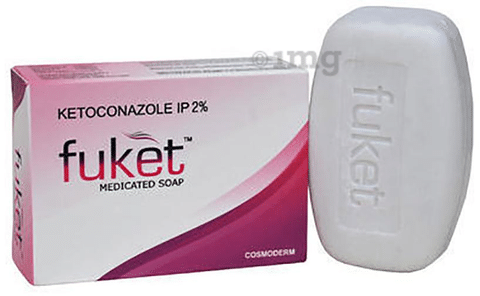 1mg
KETOCONAZOLE IP 2%
fuket™
MEDICATED SOAP
COSMODERM
fuket
fuket